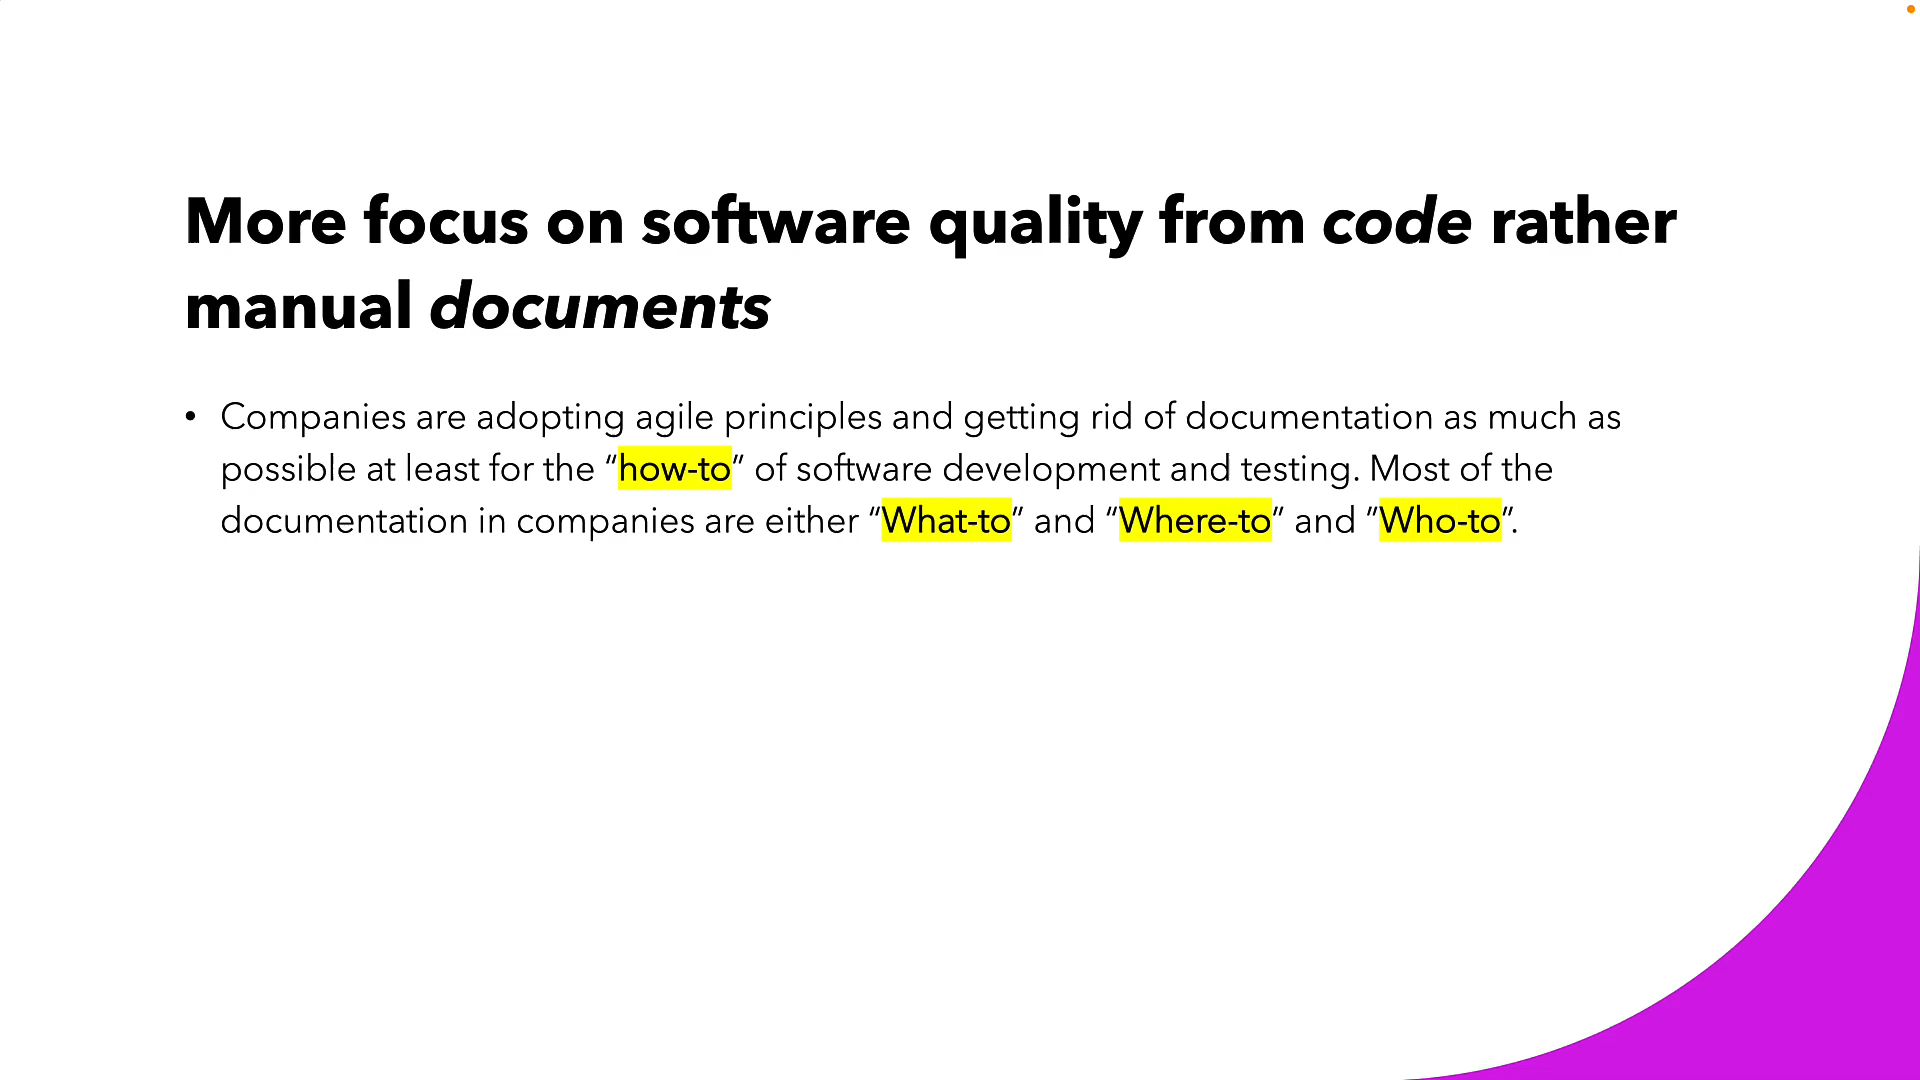 More focus on software quality from code rather
manual documents
• Companies are adopting agile principles and getting rid of documentation as much as
possible at least for the “how-to” of software development and testing. Most of the
documentation in companies are either “What-to” and “Where-to” and ”Who-to”.